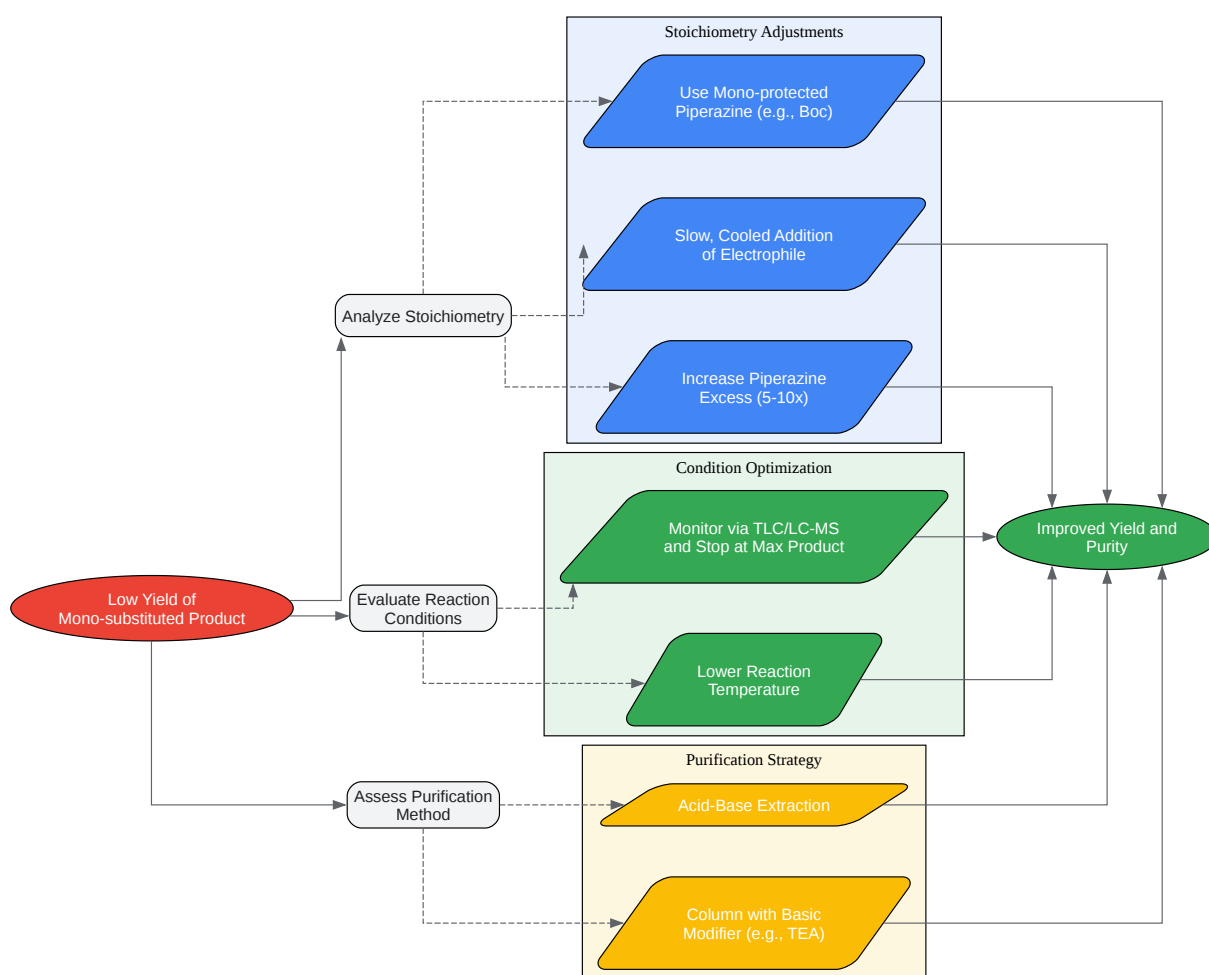 Stoichiometry Adjustments
Use Mono-protected
Piperazine (e.g., Boc)
Slow, Cooled Addition
of Electrophile
Analyze Stoichiometry
Increase Piperazine
Excess (5-10x)
Condition Optimization
Monitor via TLC/LC-MS
and Stop at Max Product
Improved Yield and
Purity
Low Yield of
Mono-substituted Product
Evaluate Reaction
Conditions
Lower Reaction
Temperature
Purification Strategy
Assess Purification
Method
Acid-Base Extraction
Column with Basic
Modifier (e.g., TEA)